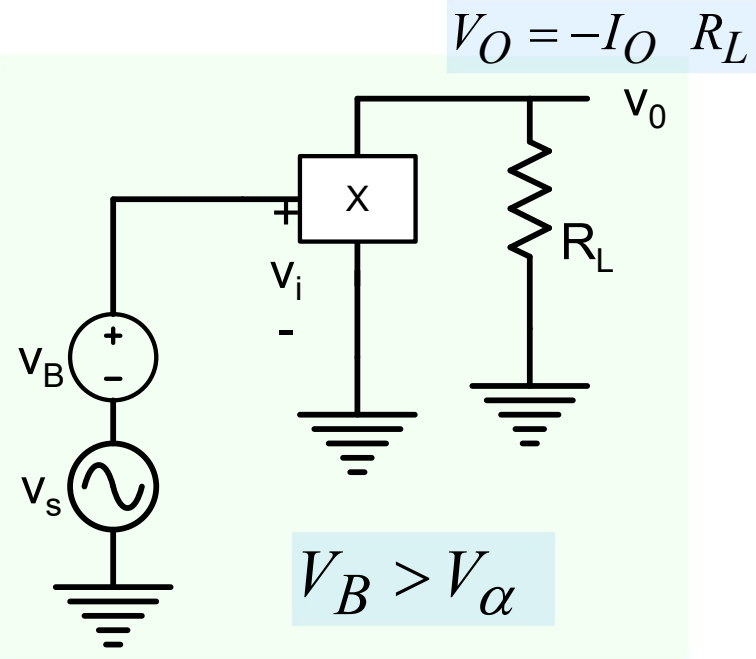 V_O = −I_O R_L
v_0
X
+
v_i
-
R_L
+
v_B
−
v_s
V_B > V_α